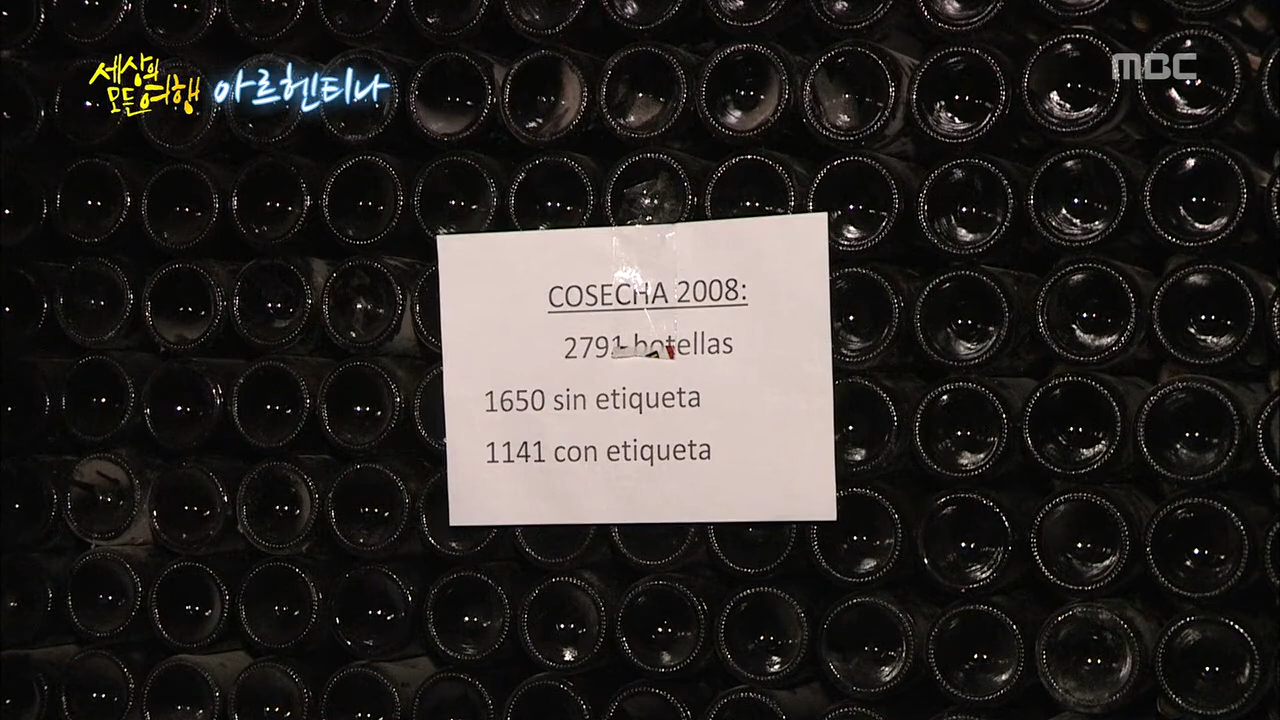 세상의
모든여행
아르헨티나
MBC
COSECHA 2008:
2791 botellas
1650 sin etiqueta
1141 con etiqueta